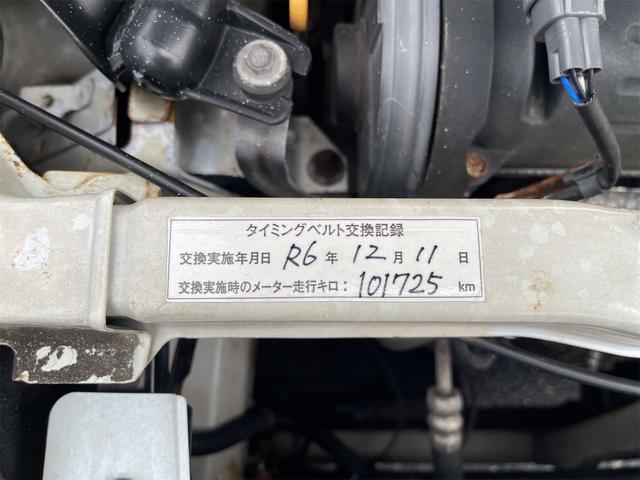 タイミングベルト交換記録
交換実施年月日 R6 年 12 月 11 日
交換実施時のメーター走行キロ： 101725 km